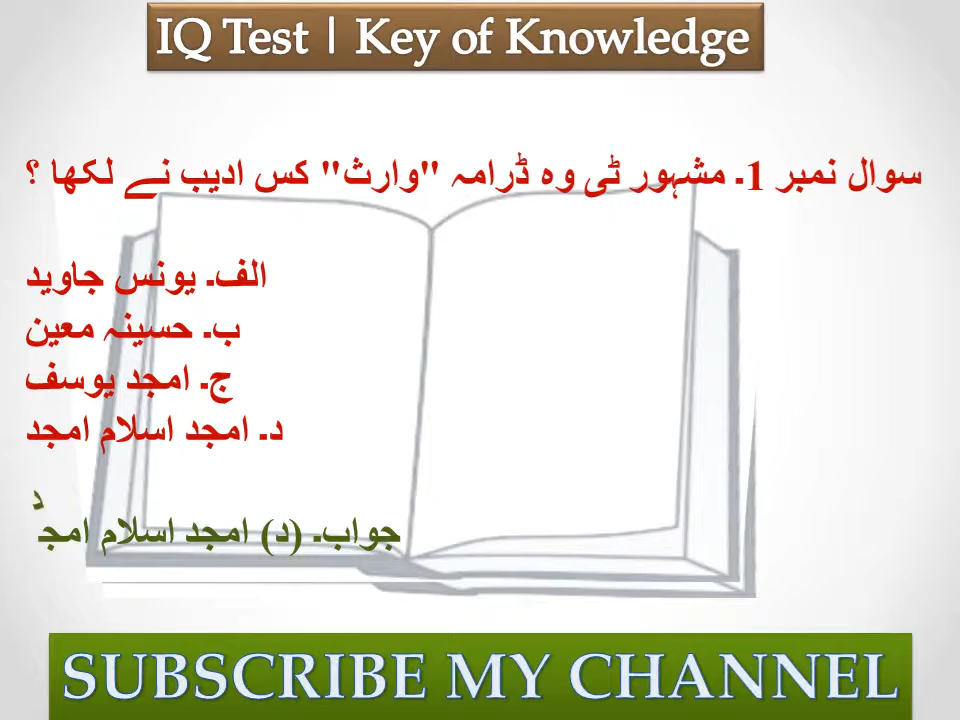 IQ Test | Key of Knowledge
سوال نمبر 1۔ مشہور ٹی وہ ڈرامہ "وارث" کس ادیب نے لکھا ؟
الف۔ یونس جاوید
ب۔ حسینہ معین
ج۔ امجد یوسف
د۔ امجد اسلام امجد
جواب۔ (د) امجد اسلام امجد
SUBSCRIBE MY CHANNEL